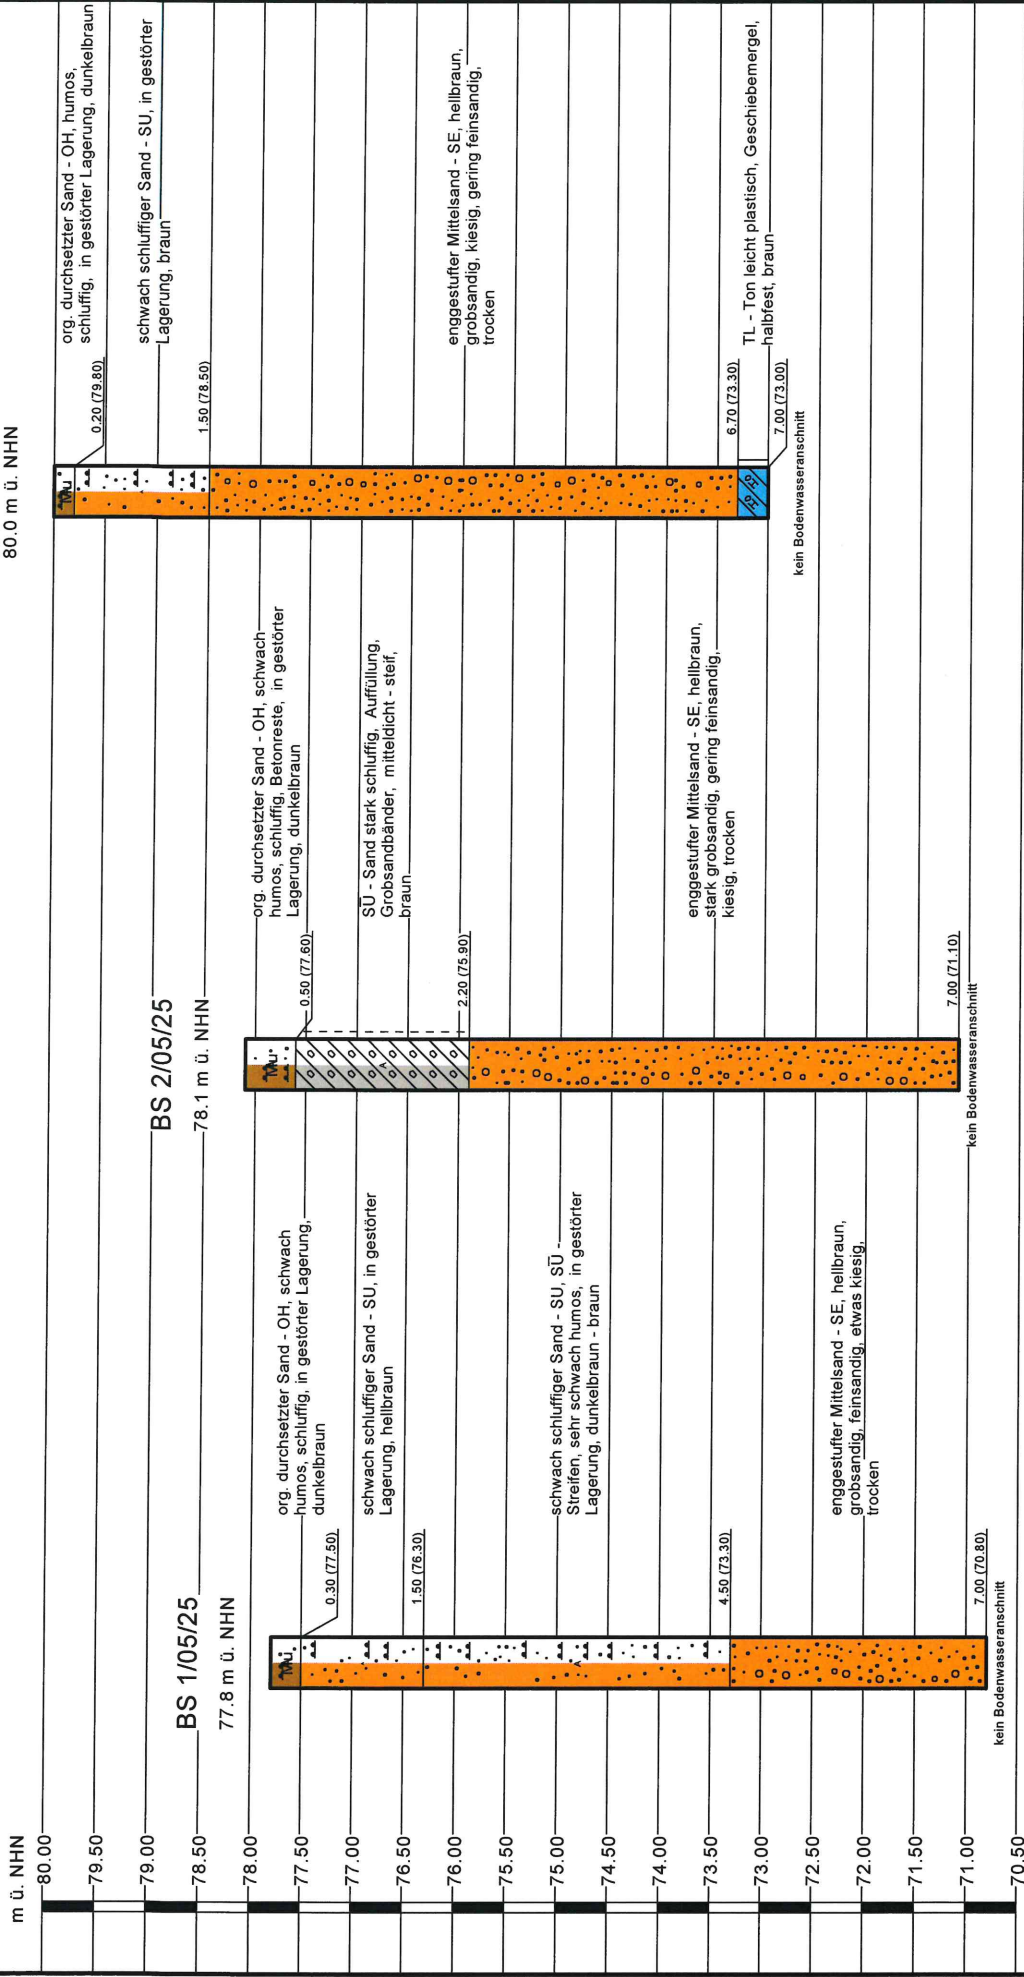 m ü. NHN
80.00
79.50
79.00
78.50
78.00
77.50
77.00
76.50
76.00
75.50
75.00
74.50
74.00
73.50
73.00
72.50
72.00
71.50
71.00
70.50
BS 1/05/25
77.8 m ü. NHN
Mu
0.30 (77.50)
org. durchsetzter Sand - OH, schwach
humos, schluffig, in gestörter Lagerung,
dunkelbraun
1.50 (76.30)
schwach schluffiger Sand - SU, in gestörter
Lagerung, hellbraun
A
4.50 (73.30)
schwach schluffiger Sand - SU, SŪ -
Streifen, sehr schwach humos, in gestörter
Lagerung, dunkelbraun - braun
7.00 (70.80)
enggestufter Mittelsand - SE, hellbraun,
grobsandig, feinsandig, etwas kiesig,
trocken
kein Bodenwasseranschnitt
BS 2/05/25
78.1 m ü. NHN
Mu
0.50 (77.60)
org. durchsetzter Sand - OH, schwach
humos, schluffig, Betonreste, in gestörter
Lagerung, dunkelbraun
A
2.20 (75.90)
SŪ - Sand stark schluffig, Auffüllung,
Grobsandbänder, mitteldicht - steif,
braun
7.00 (71.10)
enggestufter Mittelsand - SE, hellbraun,
stark grobsandig, gering feinsandig,
kiesig, trocken
kein Bodenwasseranschnitt
80.0 m ü. NHN
Mu
0.20 (79.80)
org. durchsetzter Sand - OH, humos,
schluffig, in gestörter Lagerung, dunkelbraun
1.50 (78.50)
schwach schluffiger Sand - SU, in gestörter
Lagerung, braun
6.70 (73.30)
enggestufter Mittelsand - SE, hellbraun,
grobsandig, kiesig, gering feinsandig,
trocken
7.00 (73.00)
TL - Ton leicht plastisch, Geschiebemergel,
halbfest, braun
kein Bodenwasseranschnitt